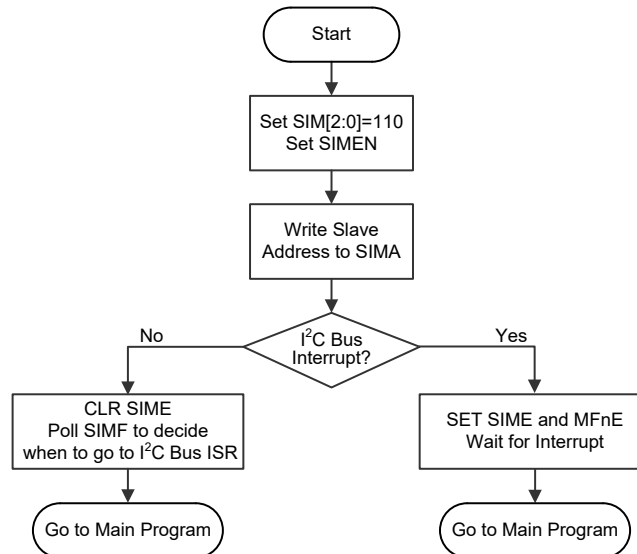 Start
Set SIM[2:0]=110
Set SIMEN
Write Slave
Address to SIMA
No
I²C Bus
Interrupt?
Yes
CLR SIME
Poll SIMF to decide
when to go to I²C Bus ISR
SET SIME and MFnE
Wait for Interrupt
Go to Main Program
Go to Main Program